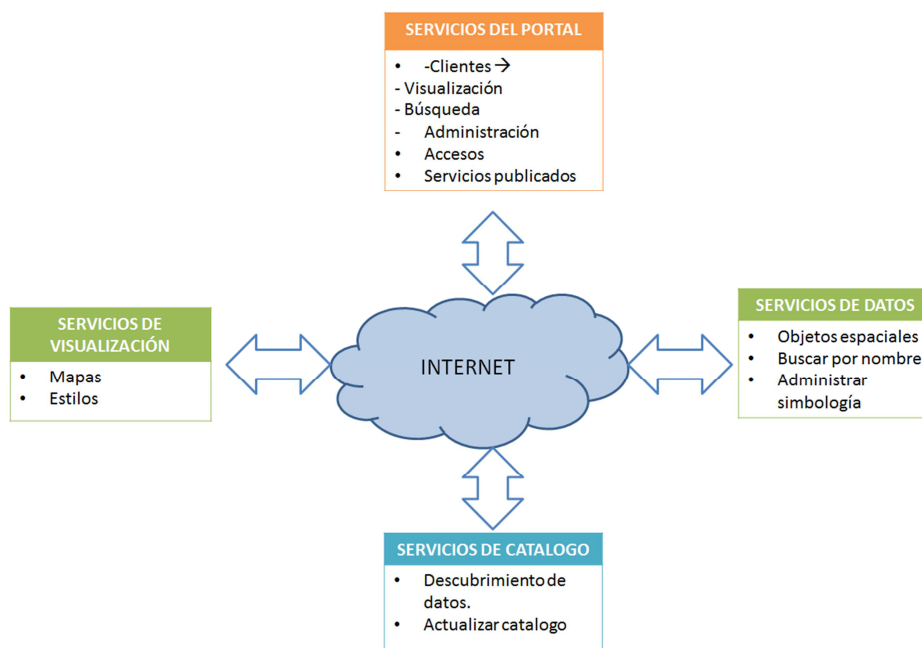 SERVICIOS DEL PORTAL
• -Clientes →
- Visualización
- Búsqueda
- Administración
• Accesos
• Servicios publicados
SERVICIOS DE
VISUALIZACIÓN
• Mapas
• Estilos
INTERNET
SERVICIOS DE DATOS
• Objetos espaciales
• Buscar por nombre
• Administrar
simbología
SERVICIOS DE CATALOGO
• Descubrimiento de
datos.
• Actualizar catalogo